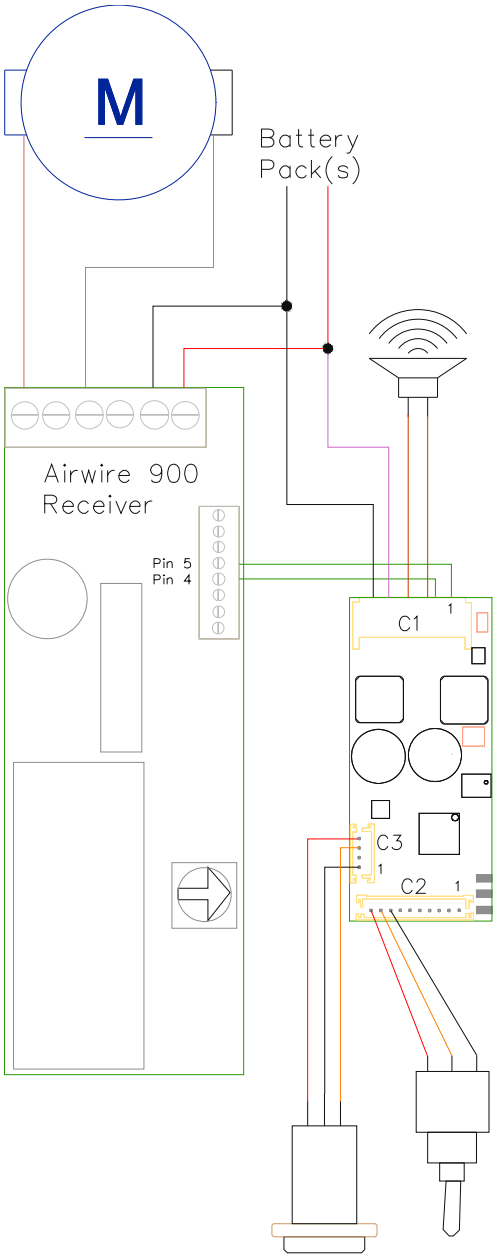 M
Battery
Pack(s)
Airwire 900
Receiver
Pin 5
Pin 4
1
C1
C3
1
C2
1